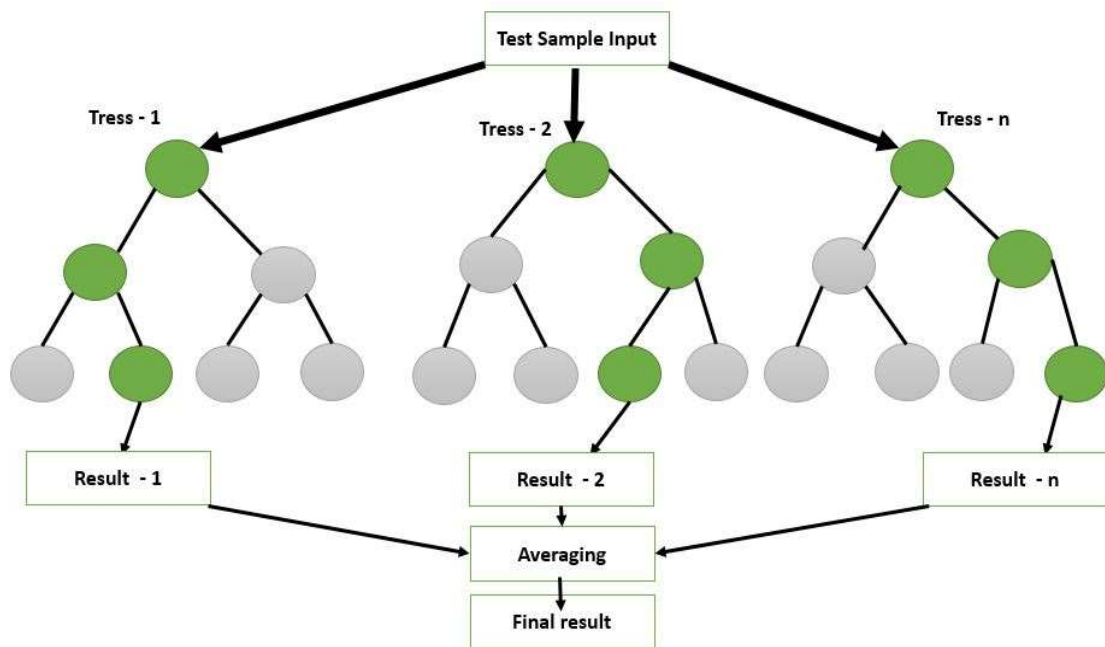 Test Sample Input
Tress - 1
Tress - 2
Tress - n
Result - 1
Result - 2
Result - n
Averaging
Final result